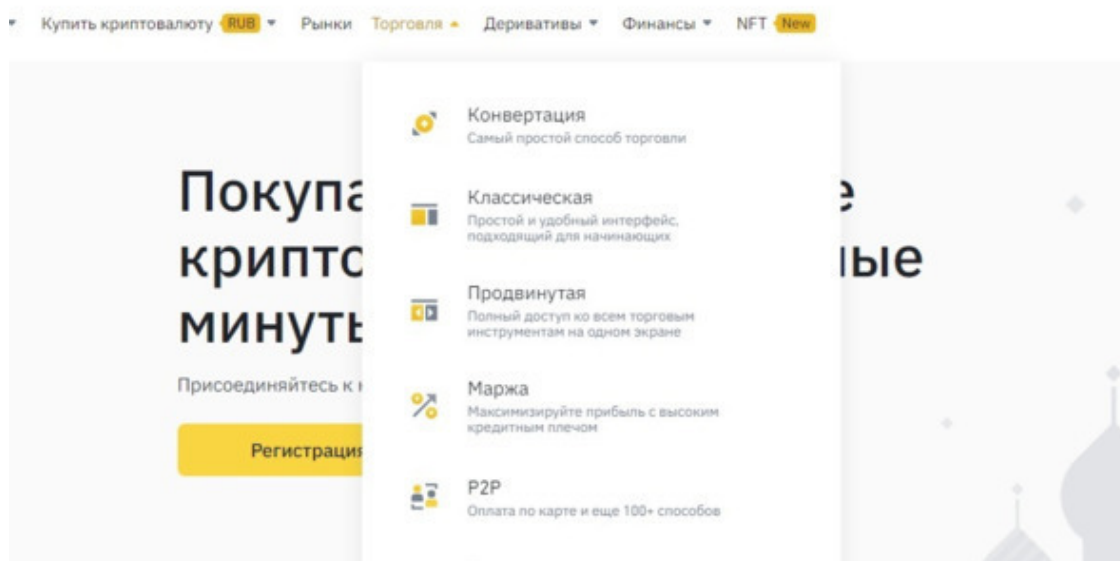 Купить криптовалюту RUB Рынки Торговля Деривативы Финансы NFT New
Конвертация
Самый простой способ торговли
Классическая
Простой и удобный интерфейс,
подходящий для начинающих
Продвинутая
Полный доступ ко всем торговым
инструментам на одном экране
Маржа
Максимизируйте прибыль с высоким
кредитным плечом
P2P
Оплата по карте и еще 100+ способов
Покупа е
крипто ные
минуты
Присоединяйтесь к
Регистрация